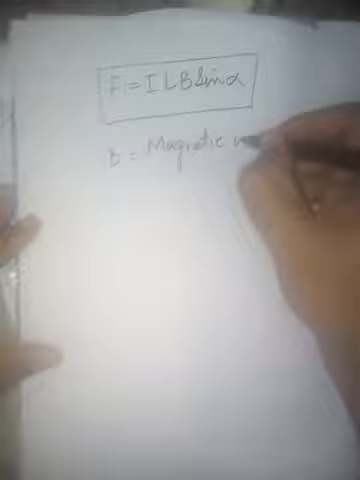 F = I L B Sin α
B = Magnetic